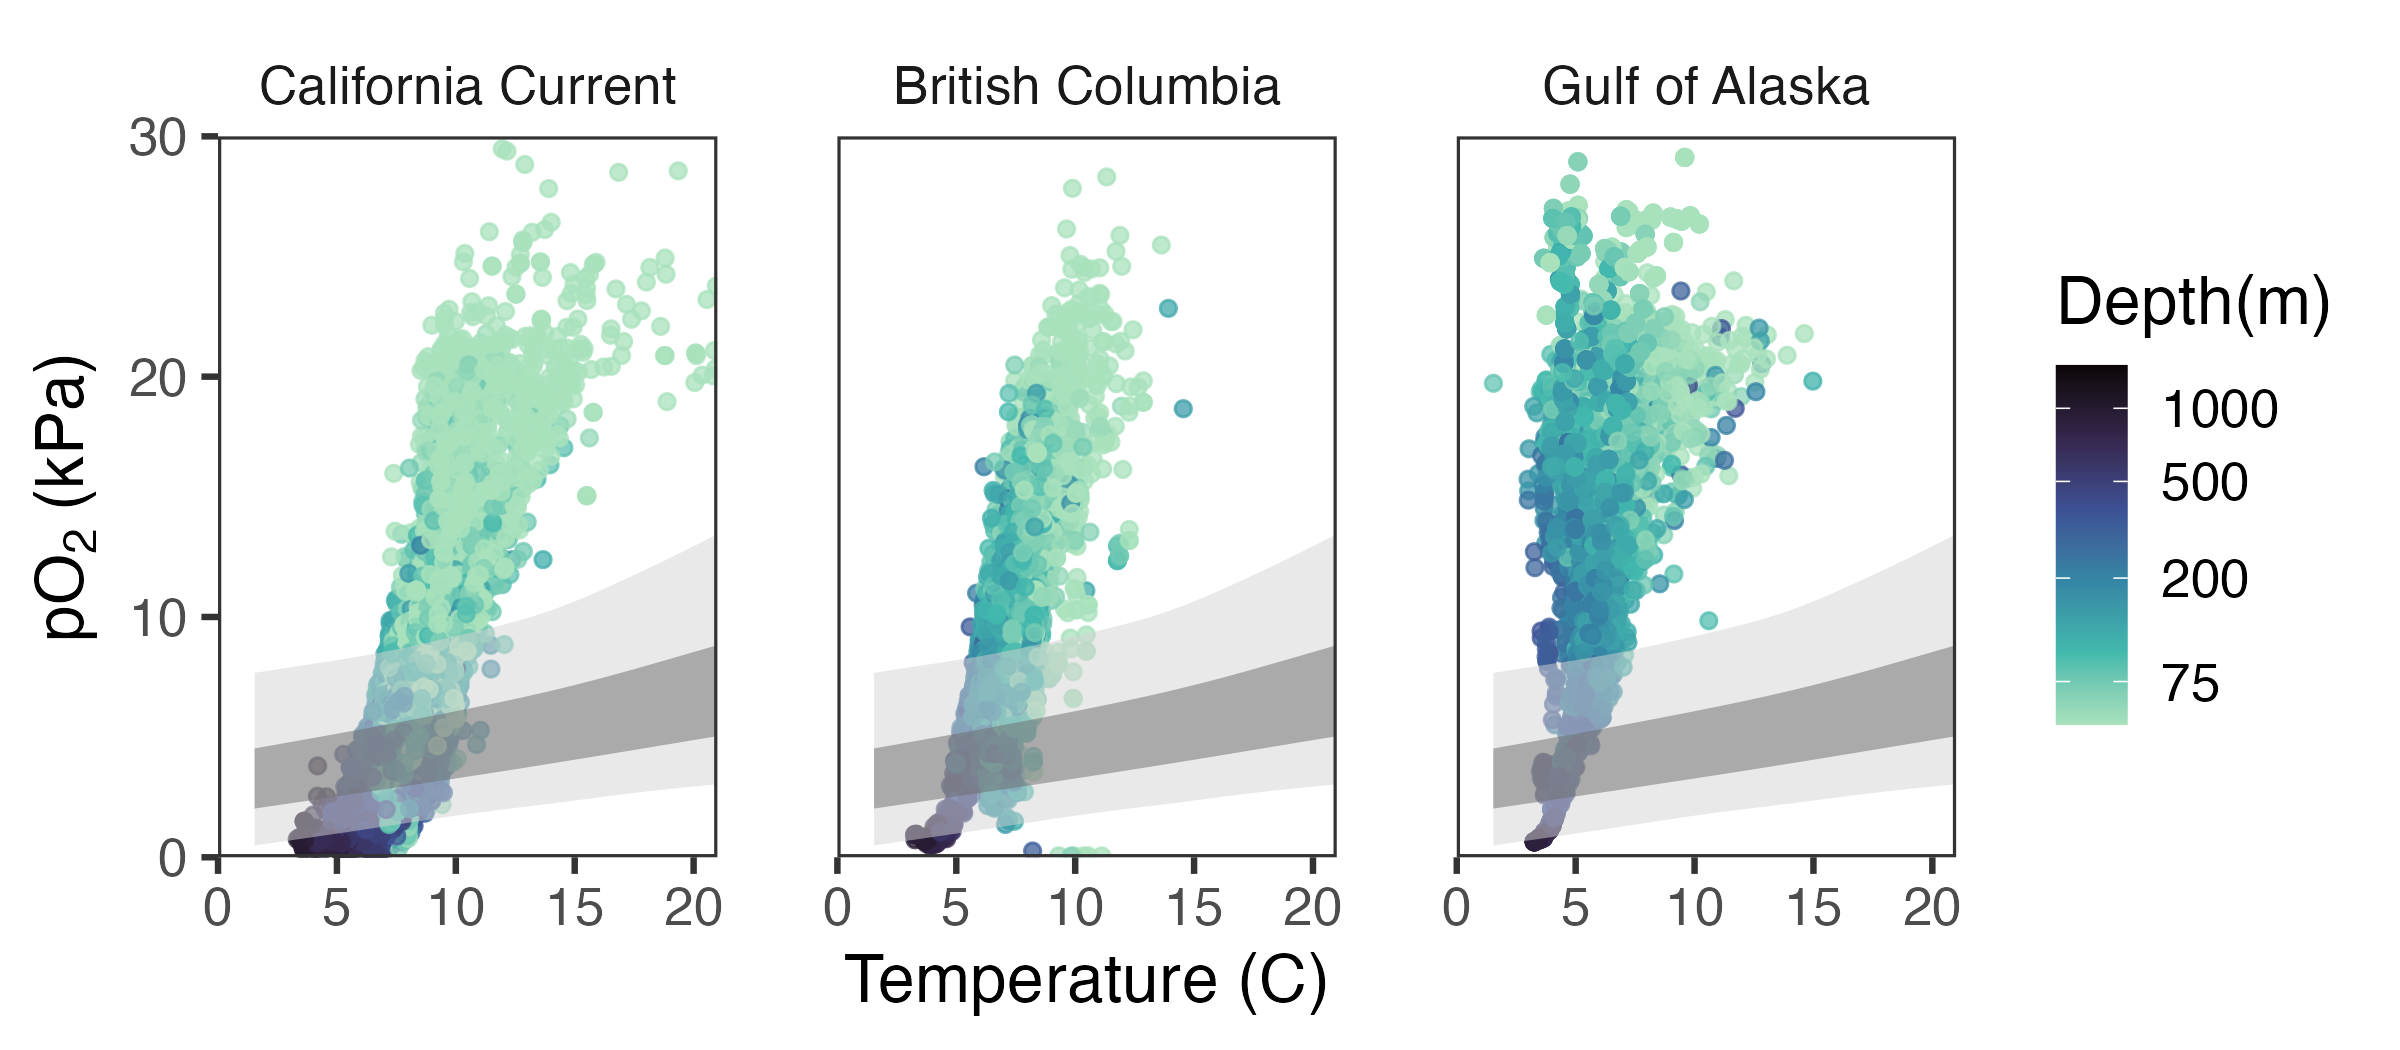 California Current
British Columbia
Gulf of Alaska
30
20
10
0
pO2 (kPa)
0 5 10 15 20
0 5 10 15 20
0 5 10 15 20
Temperature (C)
Depth(m)
1000
500
200
75